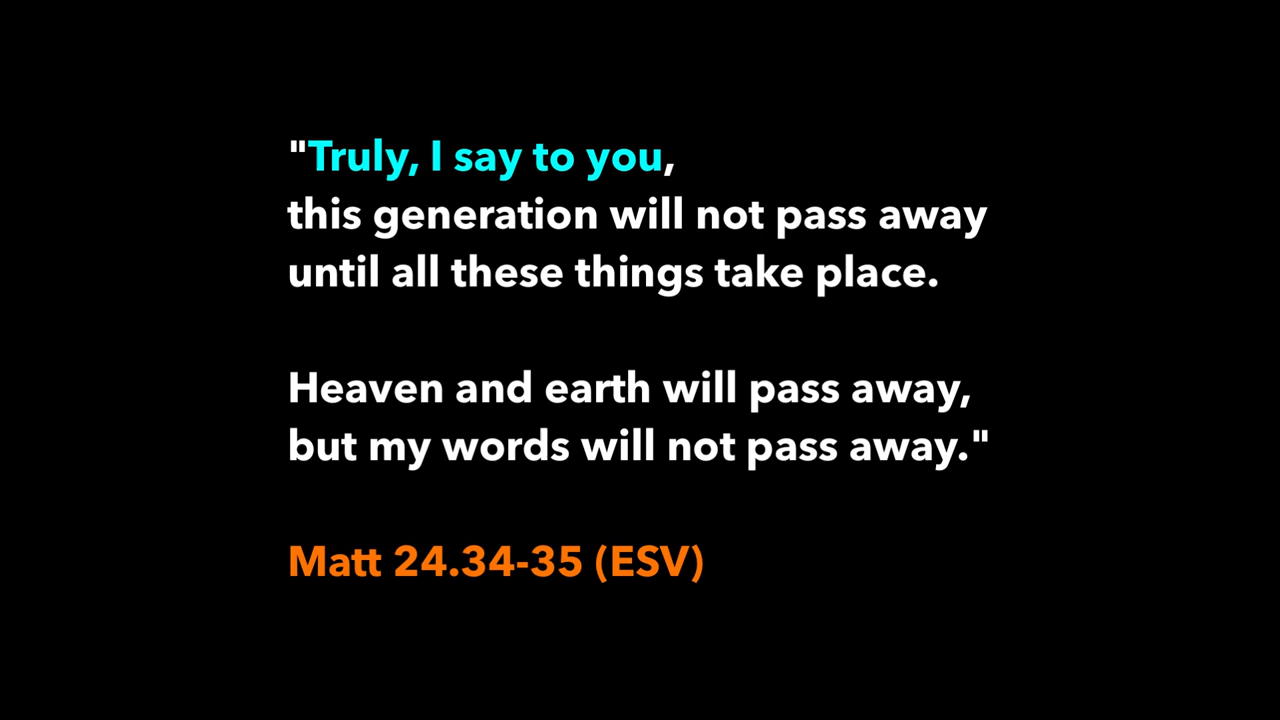 "Truly, I say to you,
this generation will not pass away
until all these things take place.
Heaven and earth will pass away,
but my words will not pass away."
Matt 24.34-35 (ESV)